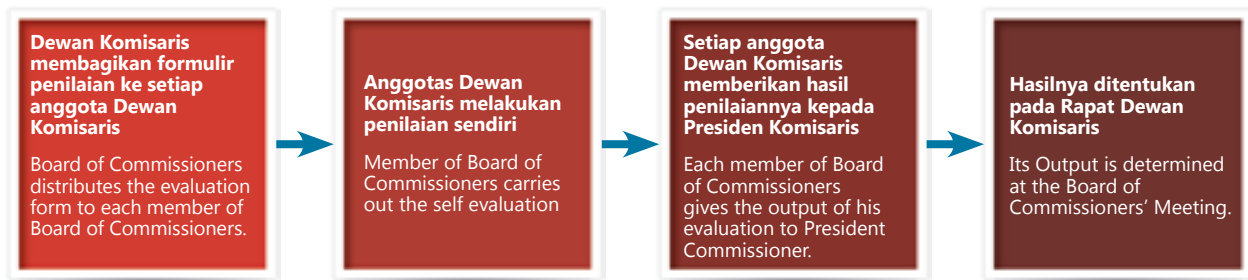 Dewan Komisaris
membagikan formulir
penilaian ke setiap
anggota Dewan
Komisaris
Board of Commissioners
distributes the evaluation
form to each member of
Board of Commissioners.
Anggotas Dewan
Komisaris melakukan
penilaian sendiri
Member of Board of
Commissioners carries
out the self evaluation
Setiap anggota
Dewan Komisaris
memberikan hasil
penilaiannya kepada
Presiden Komisaris
Each member of Board
of Commissioners
gives the output of his
evaluation to President
Commissioner.
Hasilnya ditentukan
pada Rapat Dewan
Komisaris
Its Output is determined
at the Board of
Commissioners’ Meeting.